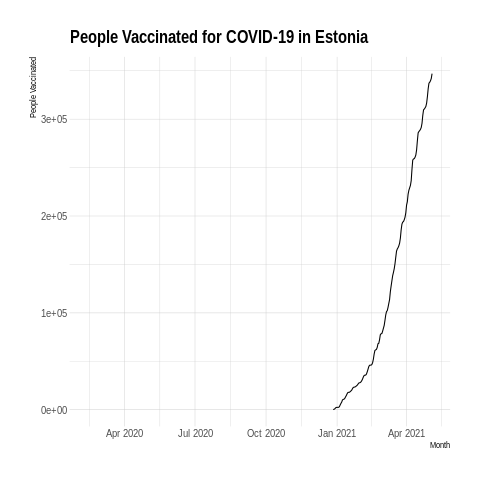 People Vaccinated for COVID-19 in Estonia
People Vaccinated
3e+05
2e+05
1e+05
0e+00
Apr 2020 Jul 2020 Oct 2020 Jan 2021 Apr 2021
Month